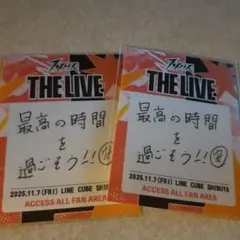 THE LIVE
最高の時間
を
過ごそう!!
2025.11.7(FRI) LINE CUBE SHIBUYA
ACCESS ALL FAN AREA
THE LIVE
最高の時間
を
過ごそう!!
2025.11.7(FRI) LINE CUBE SHIBUYA
ACCESS ALL FAN AREA